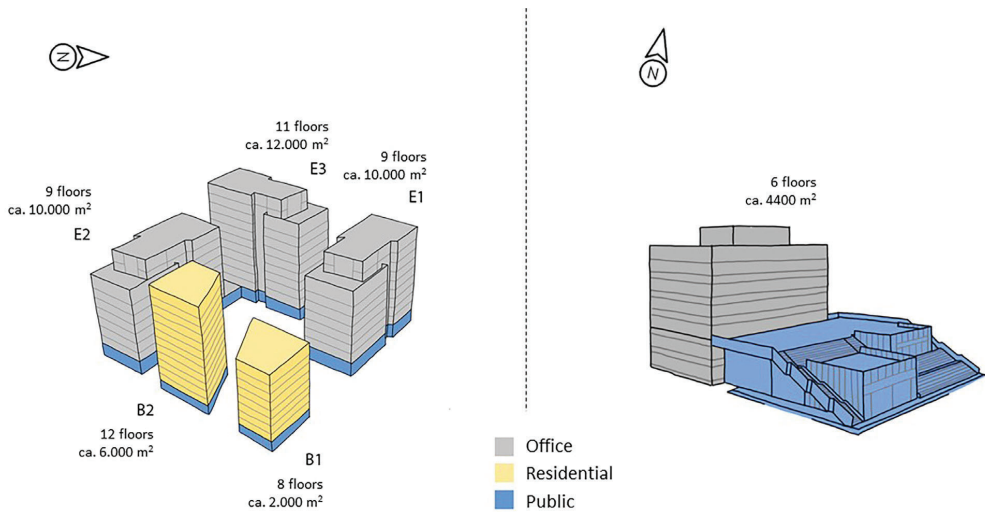 N
N
11 floors
ca. 12.000 m²
E3
9 floors
ca. 10.000 m²
E1
9 floors
ca. 10.000 m²
E2
6 floors
ca. 4400 m²
B2
12 floors
ca. 6.000 m²
B1
8 floors
ca. 2.000 m²
Office
Residential
Public